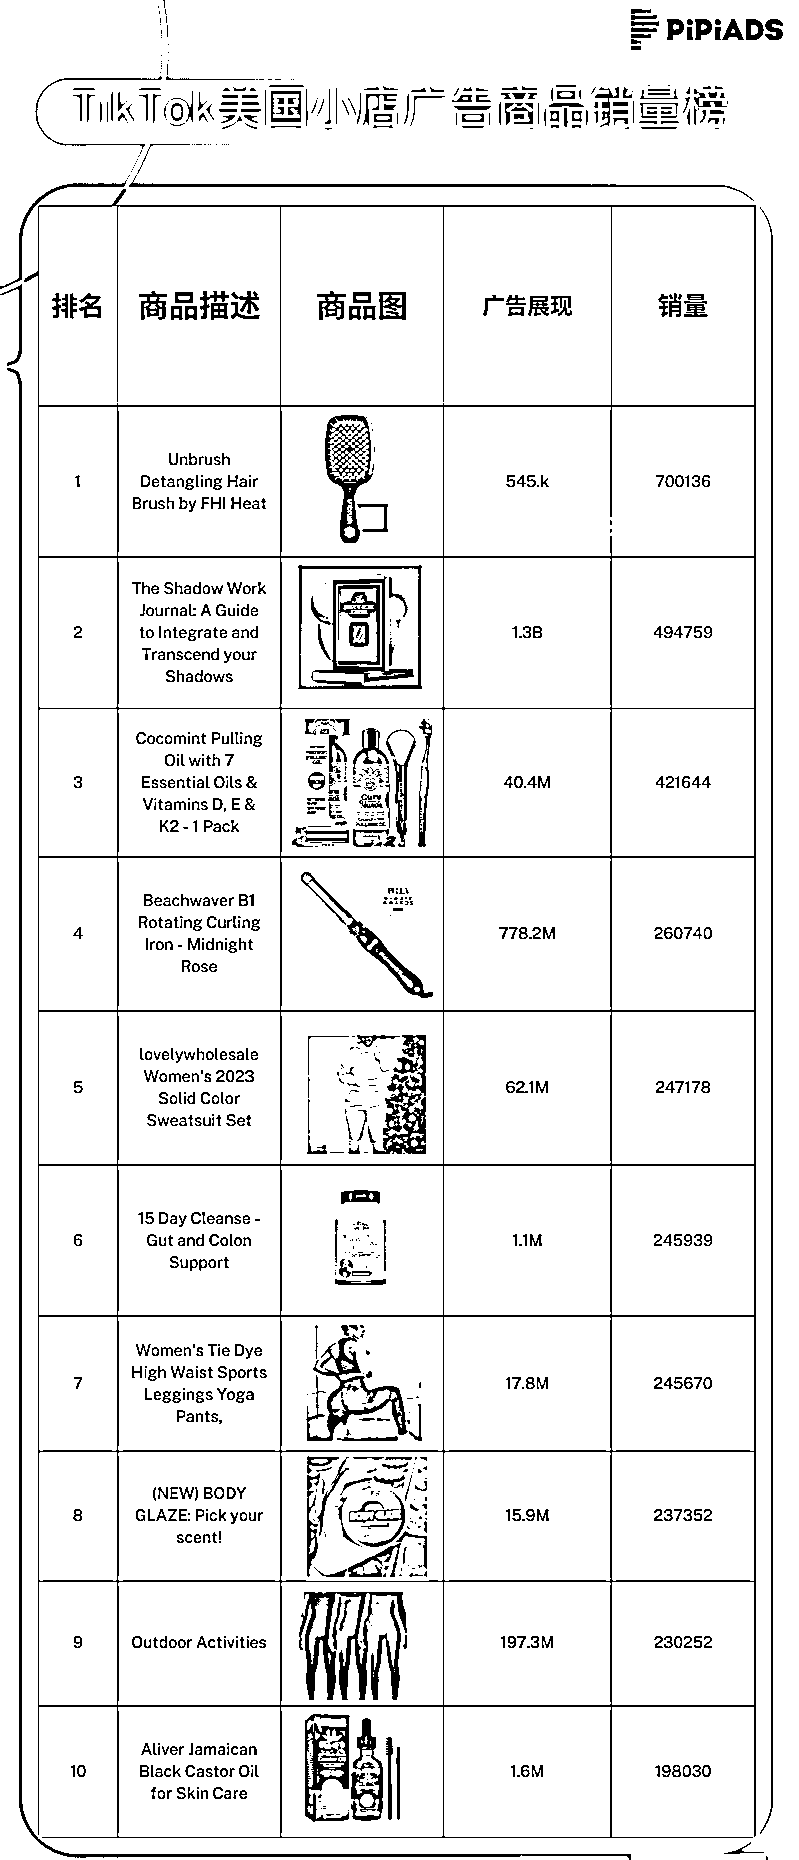 PiPiADS
TikTok美国小店广告商品销量榜
排名
商品描述
商品图
广告展现
销量
1
Unbrush
Detangling Hair
Brush by FHI Heat
545.k
700136
2
The Shadow Work
Journal: A Guide
to Integrate and
Transcend your
Shadows
1.3B
494759
3
Cocomint Pulling
Oil with 7
Essential Oils &
Vitamins D, E &
K2 - 1 Pack
40.4M
421644
4
Beachwaver B1
Rotating Curling
Iron - Midnight
Rose
778.2M
260740
5
lovelywholesale
Women's 2023
Solid Color
Sweatsuit Set
62.1M
247178
6
15 Day Cleanse -
Gut and Colon
Support
1.1M
245939
7
Women's Tie Dye
High Waist Sports
Leggings Yoga
Pants,
17.8M
245670
8
(NEW) BODY
GLAZE: Pick your
scent!
15.9M
237352
9
Outdoor Activities
197.3M
230252
10
Aliver Jamaican
Black Castor Oil
for Skin Care
1.6M
198030